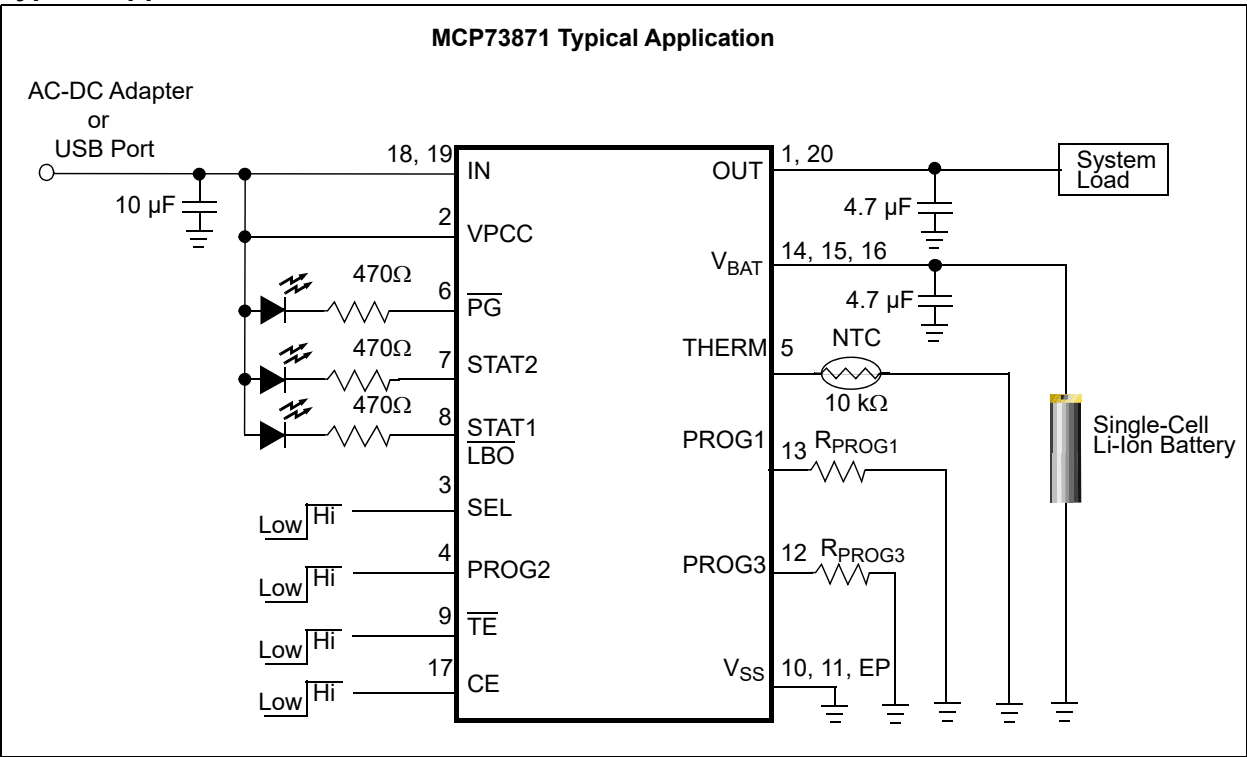 MCP73871 Typical Application
AC-DC Adapter
or
USB Port
10 µF
18, 19
IN
2
VPCC
470Ω
6
PG
470Ω
7
STAT2
470Ω
8
STAT1
LBO
3
SEL
Low Hi
4
PROG2
Low Hi
9
TE
Low Hi
17
CE
Low Hi
OUT
1, 20
System
Load
4.7 µF
VBAT
14, 15, 16
4.7 µF
THERM
5
NTC
10 kΩ
Single-Cell
Li-Ion Battery
PROG1
13
RPROG1
PROG3
12
RPROG3
VSS
10, 11, EP